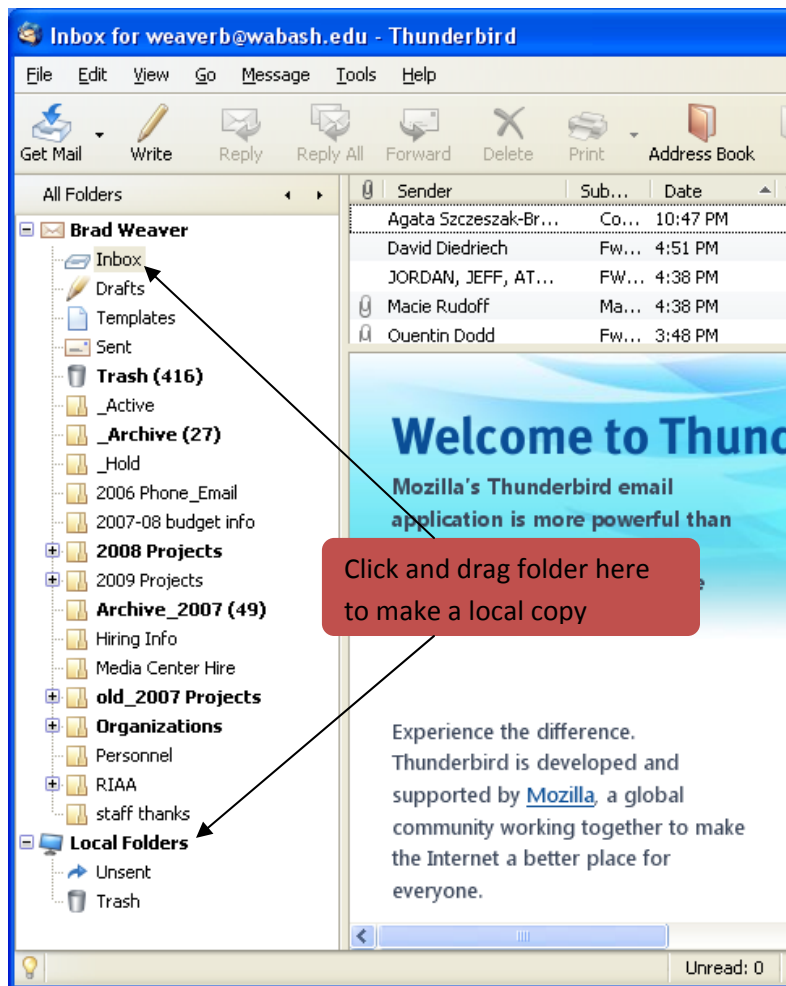 Inbox for weaverb@wabash.edu - Thunderbird
File Edit View Go Message Tools Help
Get Mail Write Reply Reply All Forward Delete Print Address Book
All Folders
Sender Sub... Date
Agata Szczeszak-Br... Co... 10:47 PM
David Diedriech Fw... 4:51 PM
JORDAN, JEFF, AT... FW... 4:38 PM
Macie Rudoff Ma... 4:38 PM
Quentin Dodd Fw... 3:48 PM
Brad Weaver
Inbox
Drafts
Templates
Sent
Trash (416)
_Active
_Archive (27)
_Hold
2006 Phone_Email
2007-08 budget info
2008 Projects
2009 Projects
Archive_2007 (49)
Hiring Info
Media Center Hire
old_2007 Projects
Organizations
Personnel
RIAA
staff thanks
Local Folders
Unsent
Trash
Welcome to Thund
Mozilla's Thunderbird email
application is more powerful than
Click and drag folder here
to make a local copy
Experience the difference.
Thunderbird is developed and
supported by Mozilla, a global
community working together to make
the Internet a better place for
everyone.
Unread: 0